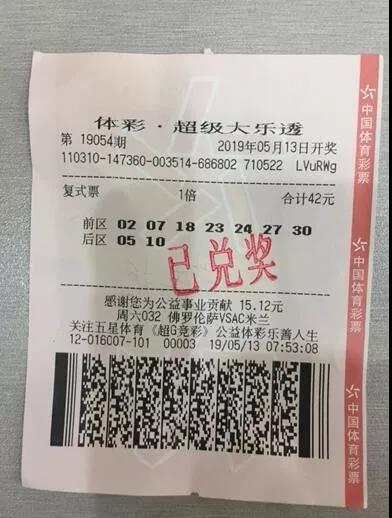 体彩·超级大乐透
第 19054期 2019年05月13日开奖
110310-147360-003514-686802 710522 LVuRWg
复式票 1倍 合计42元
前区 02 07 18 23 24 27 30
后区 05 10
已兑奖
感谢您为公益事业贡献 15.12元
周六032 佛罗伦萨VSAC米兰
关注五星体育《超G竞彩》公益体彩乐善人生
12-016007-101 00003 19/05/13 07:53:08
中国体育彩票
中国体育彩票
中国体育彩票